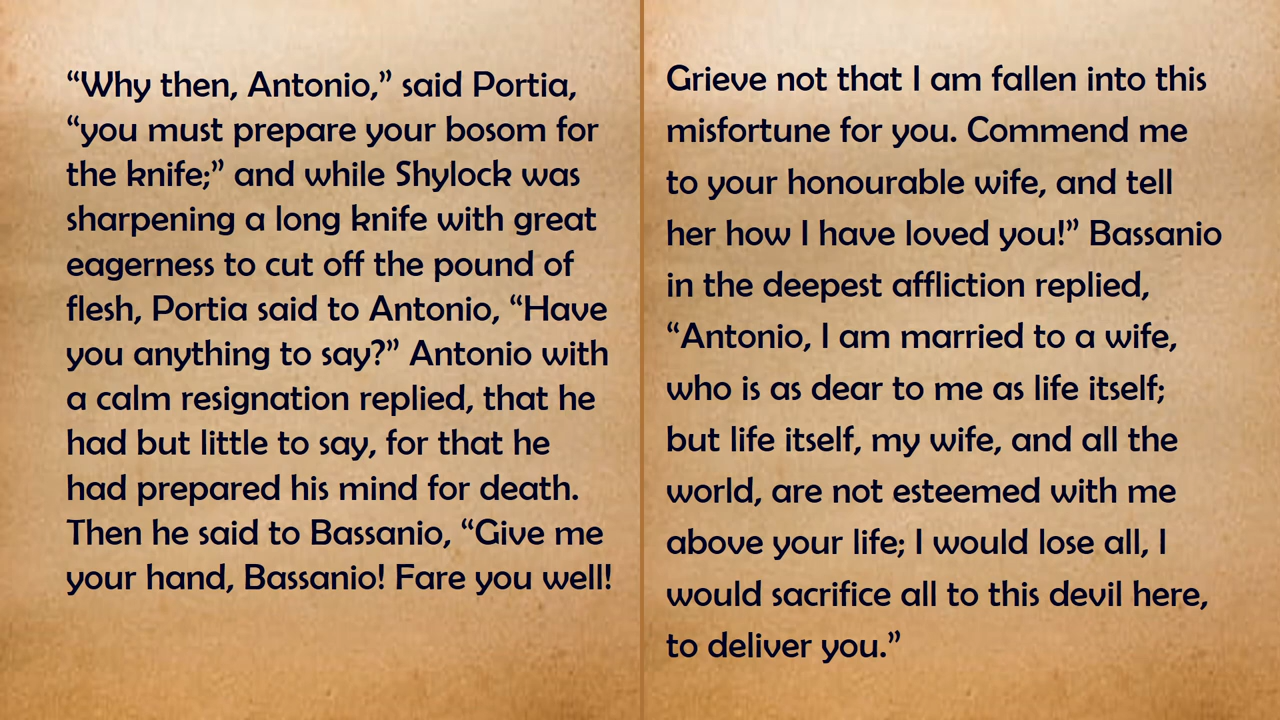 “Why then, Antonio,” said Portia,
“you must prepare your bosom for
the knife;” and while Shylock was
sharpening a long knife with great
eagerness to cut off the pound of
flesh, Portia said to Antonio, “Have
you anything to say?” Antonio with
a calm resignation replied, that he
had but little to say, for that he
had prepared his mind for death.
Then he said to Bassanio, “Give me
your hand, Bassanio! Fare you well!
Grieve not that I am fallen into this
misfortune for you. Commend me
to your honourable wife, and tell
her how I have loved you!” Bassanio
in the deepest affliction replied,
“Antonio, I am married to a wife,
who is as dear to me as life itself;
but life itself, my wife, and all the
world, are not esteemed with me
above your life; I would lose all, I
would sacrifice all to this devil here,
to deliver you.”